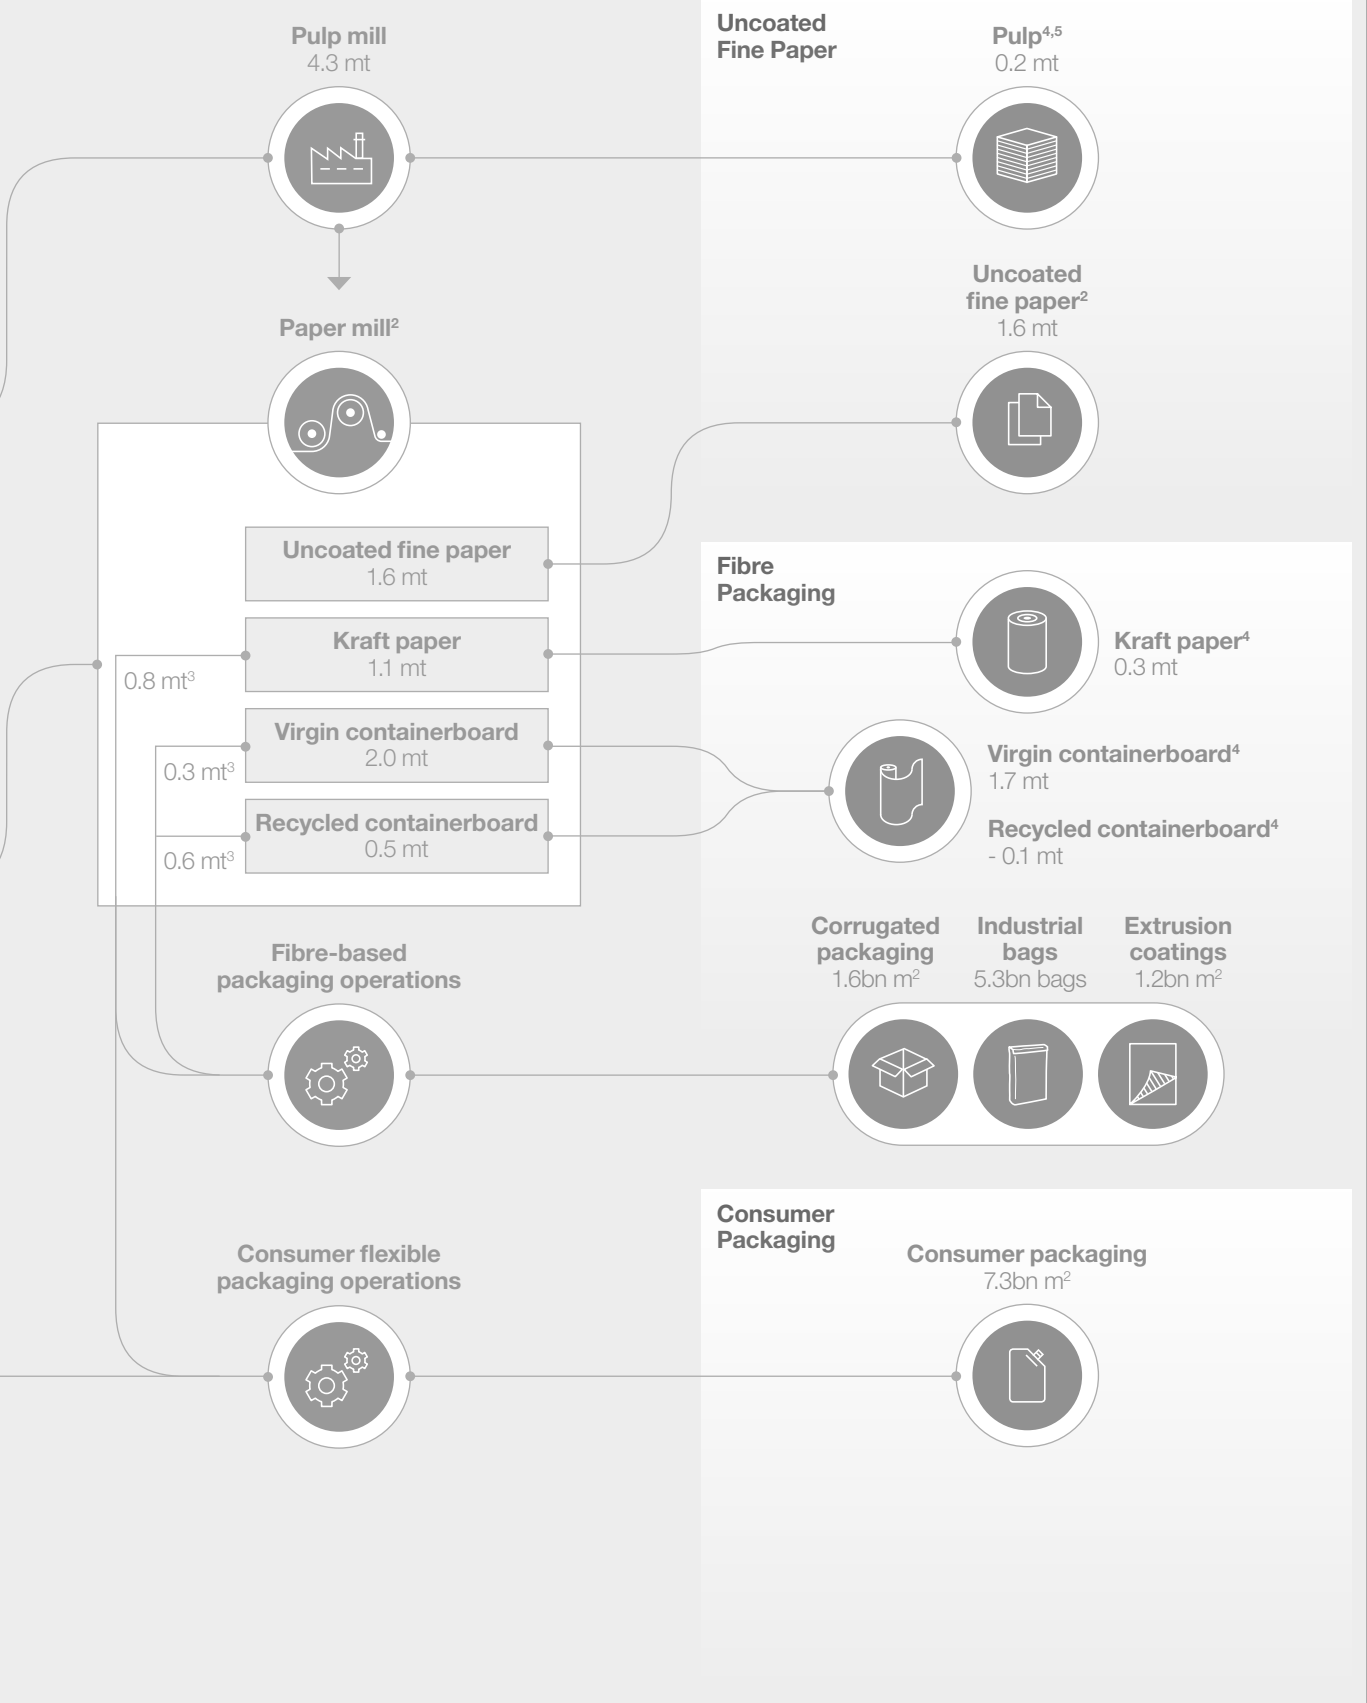 Pulp mill
4.3 mt
Uncoated
Fine Paper
Pulp4,5
0.2 mt
Uncoated
fine paper2
1.6 mt
Paper mill2
Uncoated fine paper
1.6 mt
Kraft paper
1.1 mt
0.8 mt3
Virgin containerboard
2.0 mt
0.3 mt3
Recycled containerboard
0.5 mt
0.6 mt3
Fibre
Packaging
Kraft paper4
0.3 mt
Virgin containerboard4
1.7 mt
Recycled containerboard4
- 0.1 mt
Fibre-based
packaging operations
Corrugated
packaging
1.6bn m2
Industrial
bags
5.3bn bags
Extrusion
coatings
1.2bn m2
Consumer flexible
packaging operations
Consumer
Packaging
Consumer packaging
7.3bn m2